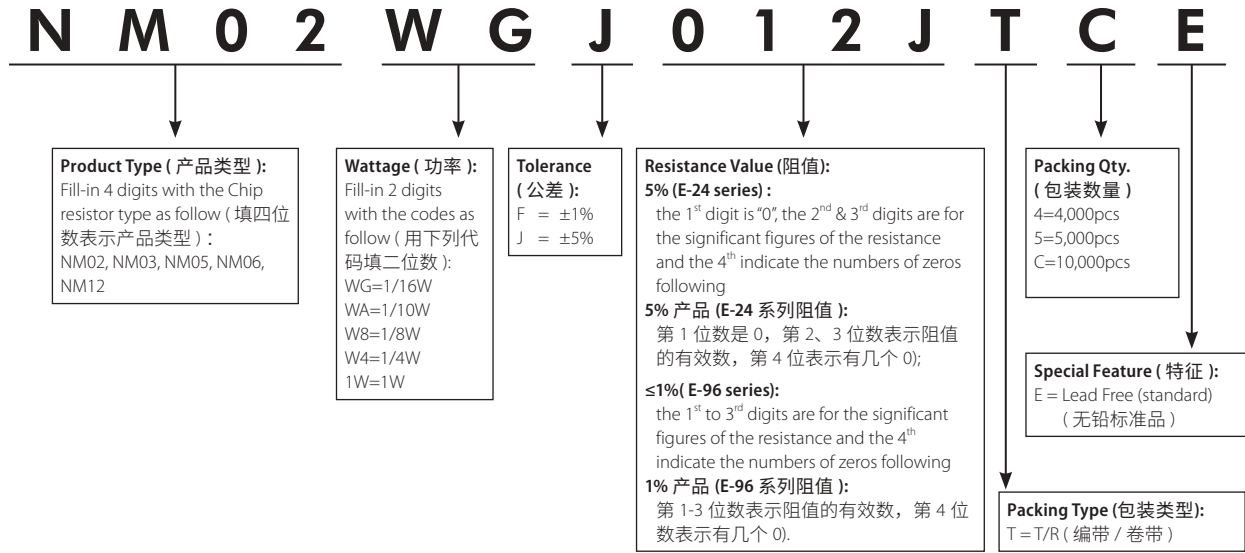 N M 0 2 W G J 0 1 2 J T C E
Product Type ( 产品类型 ):
Fill-in 4 digits with the Chip
resistor type as follow ( 填四位
数表示产品类型 ) ：
NM02, NM03, NM05, NM06,
NM12
Wattage ( 功率 ):
Fill-in 2 digits
with the codes as
follow ( 用下列代
码填二位数 ):
WG=1/16W
WA=1/10W
W8=1/8W
W4=1/4W
1W=1W
Tolerance
( 公差 ):
F = ±1%
J = ±5%
Resistance Value (阻值):
5% (E-24 series) :
the 1st digit is “0”, the 2nd & 3rd digits are for
the significant figures of the resistance
and the 4th indicate the numbers of zeros
following
5% 产品 (E-24 系列阻值 ):
第 1 位数是 0，第 2、3 位数表示阻值
的有效数，第 4 位表示有几个 0);
≤1%( E-96 series):
the 1st to 3rd digits are for the significant
figures of the resistance and the 4th
indicate the numbers of zeros following
1% 产品 (E-96 系列阻值 ):
第 1-3 位数表示阻值的有效数，第 4 位
数表示有几个 0).
Packing Qty.
( 包装数量 )
4=4,000pcs
5=5,000pcs
C=10,000pcs
Special Feature ( 特征 ):
E = Lead Free (standard)
( 无铅标准品 )
Packing Type (包装类型):
T = T/R ( 编带 / 卷带 )